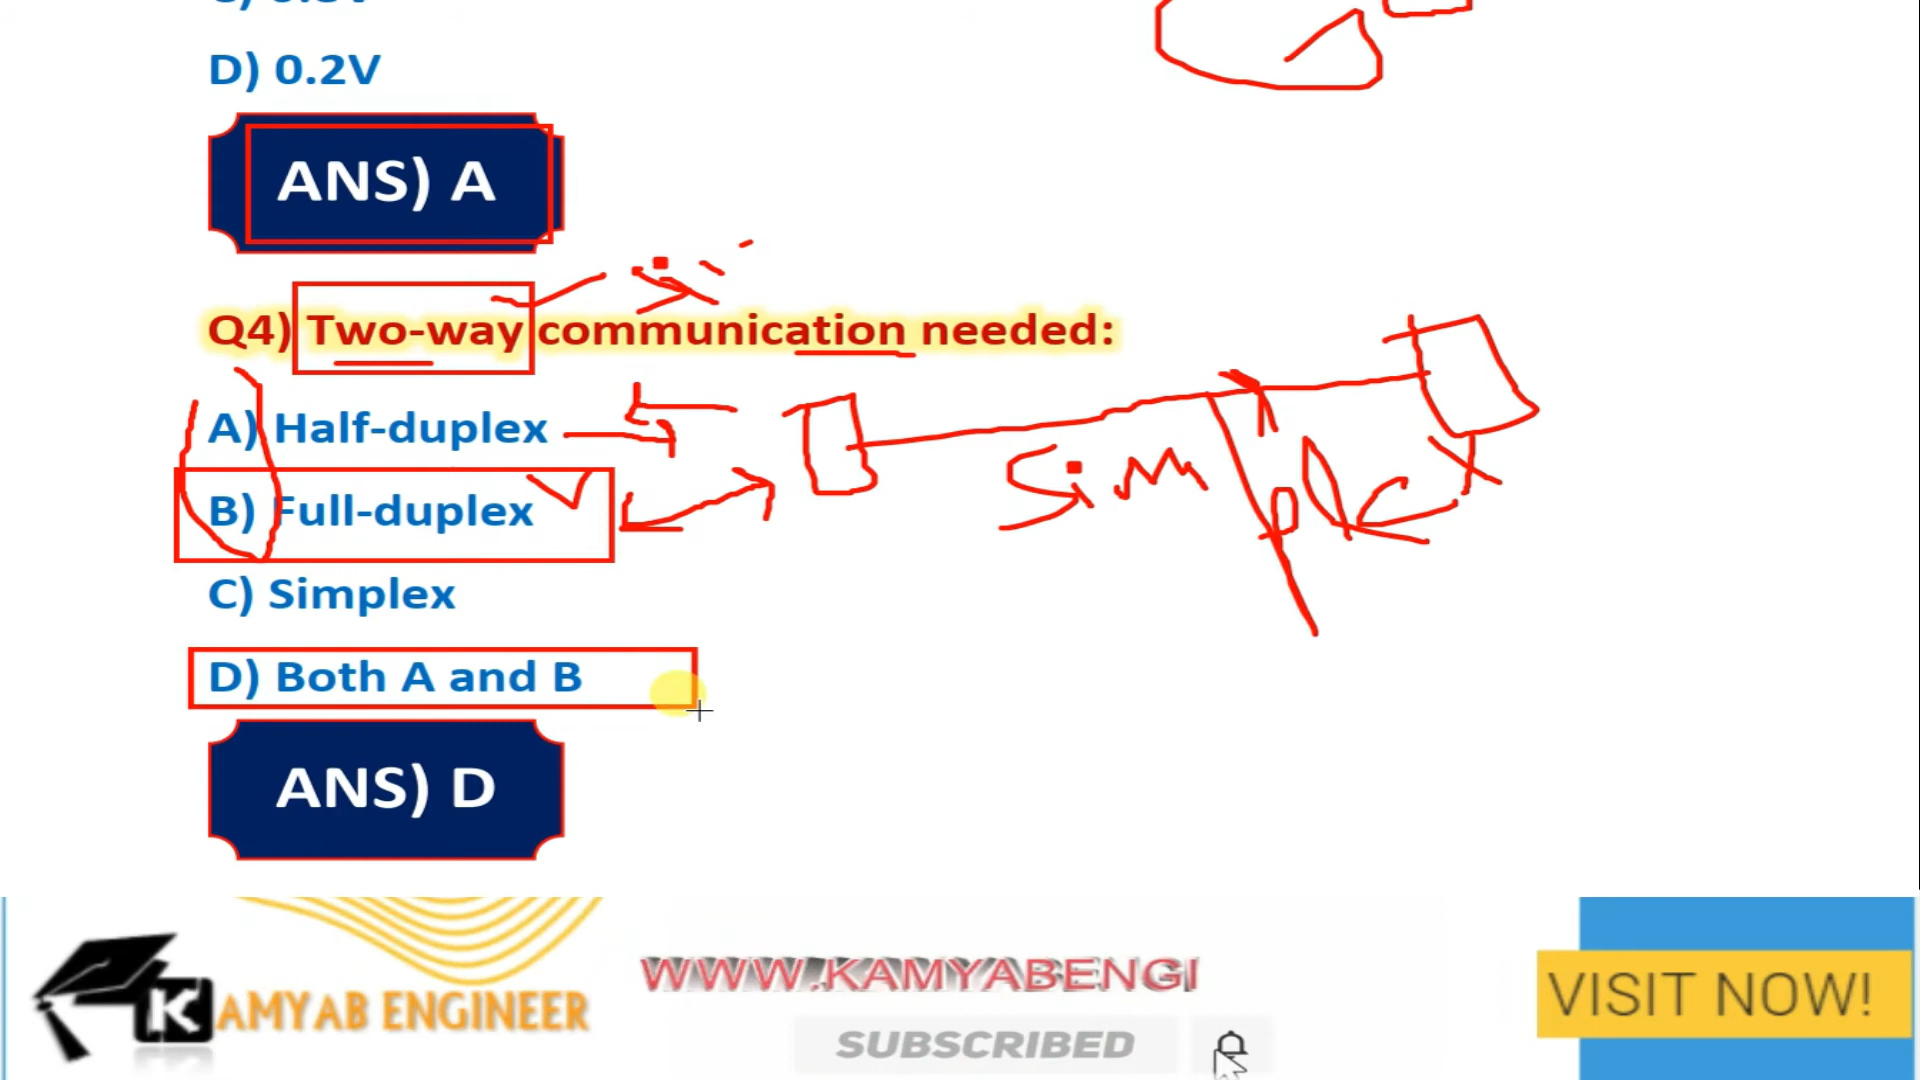 D) 0.2V
ANS) A
Q4) Two-way communication needed:
A) Half-duplex
B) Full-duplex
Simplex
C) Simplex
D) Both A and B
ANS) D
KAMYAB ENGINEER
WWW.KAMYABENGI
VISIT NOW!
SUBSCRIBED